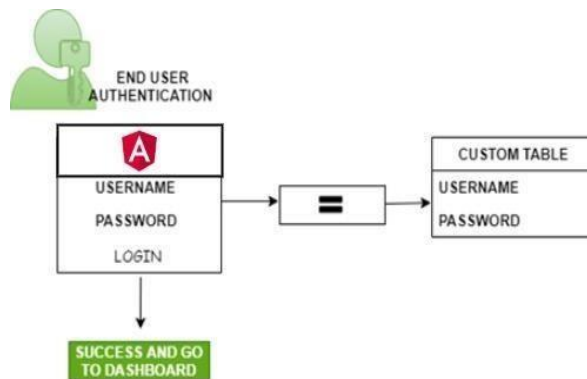 END USER
AUTHENTICATION
A
USERNAME
PASSWORD
LOGIN
=
CUSTOM TABLE
USERNAME
PASSWORD
SUCCESS AND GO
TO DASHBOARD